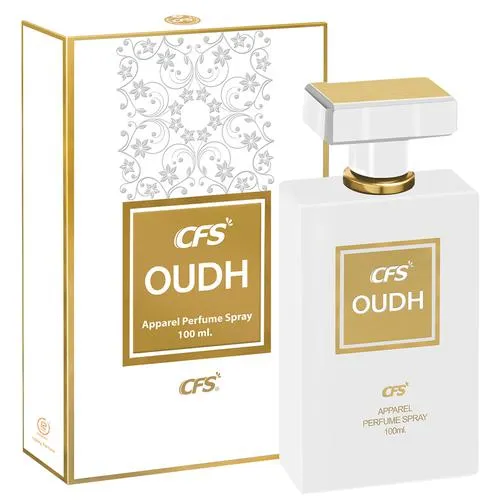 CFS
OUDH
Apparel Perfume Spray
100 ml.
CFS®
CFS
OUDH
CFS
APPAREL
PERFUME SPRAY
100ml.